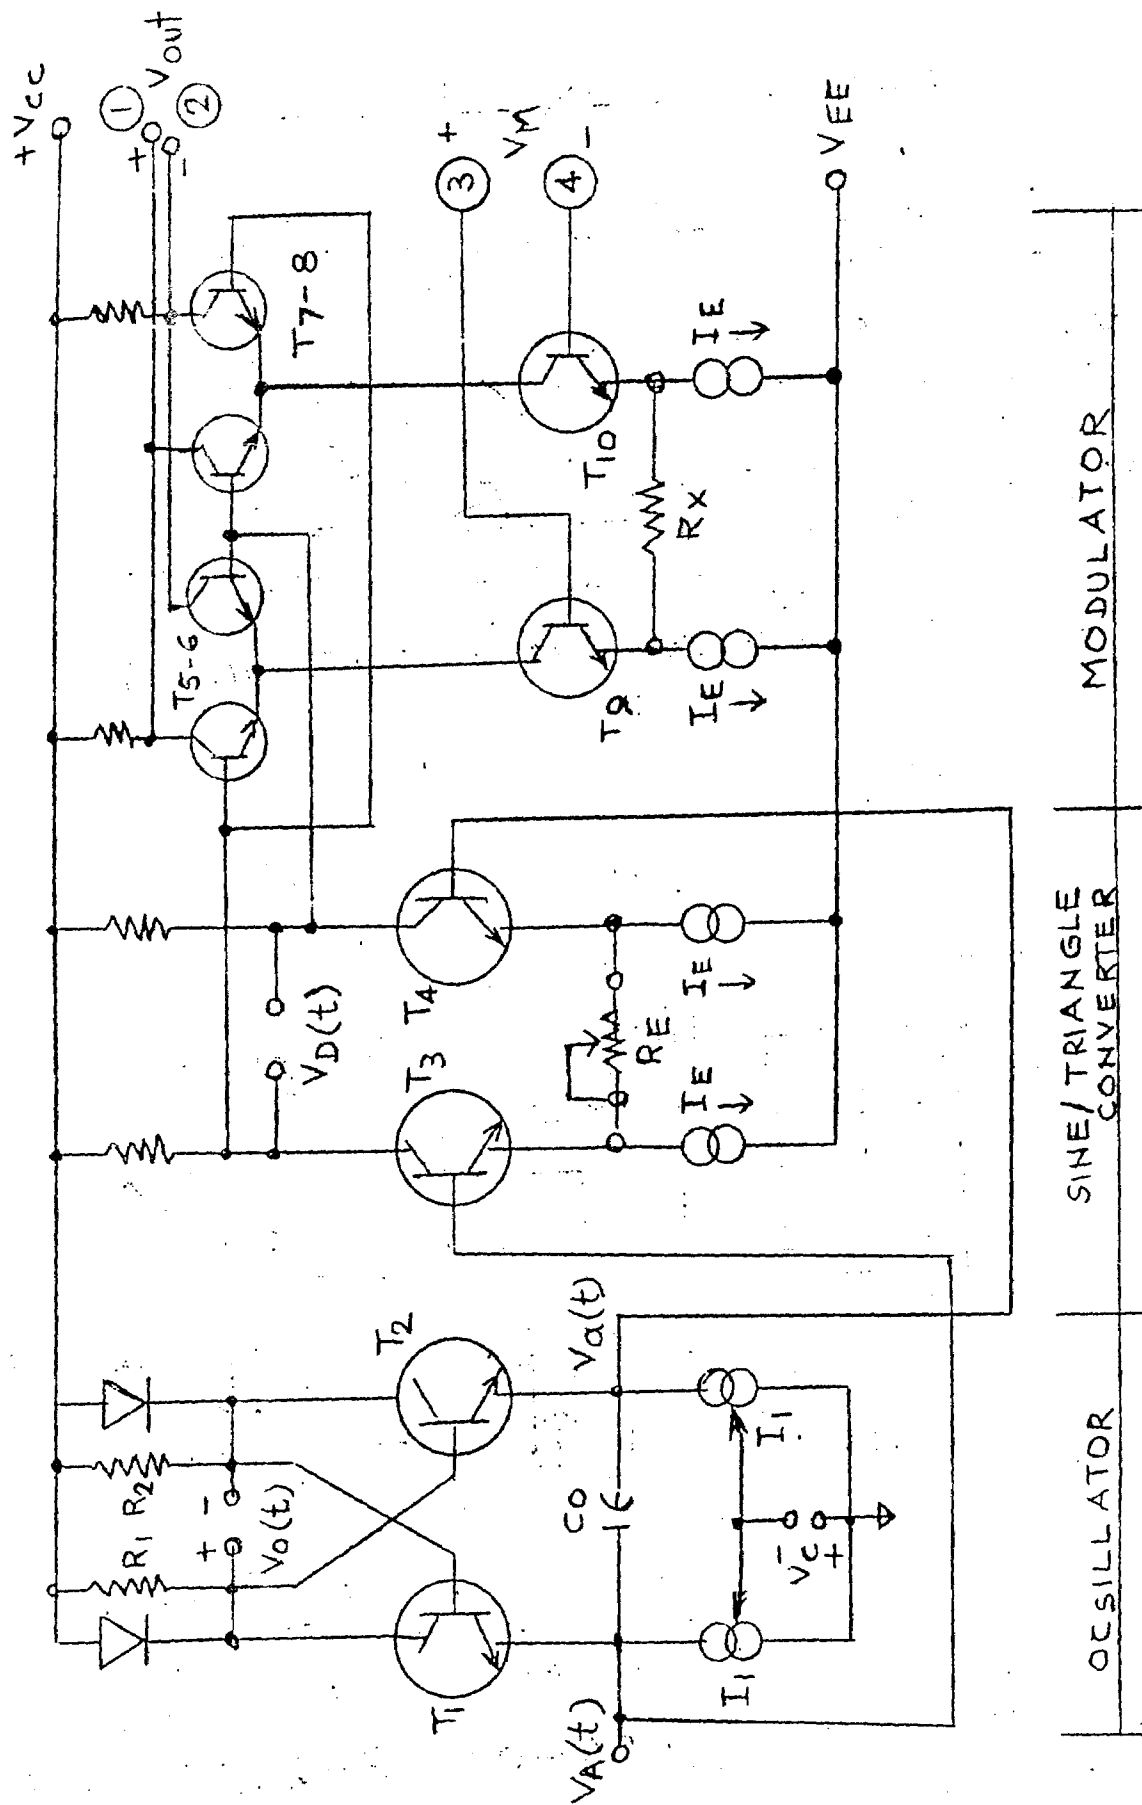 +Vcc
①
+
Vout
②
-
R1
R2
+
-
Vo(t)
T1
T2
VA(t)
Va(t)
Co
I1
I1
-
Vc
+
VD(t)
T3
T4
RE
IE
IE
T5-6
T7-8
③
+
VM
④
-
T9
T10
RX
IE
IE
VEE
OCSILLATOR
SINE/TRIANGLE
CONVERTER
MODULATOR